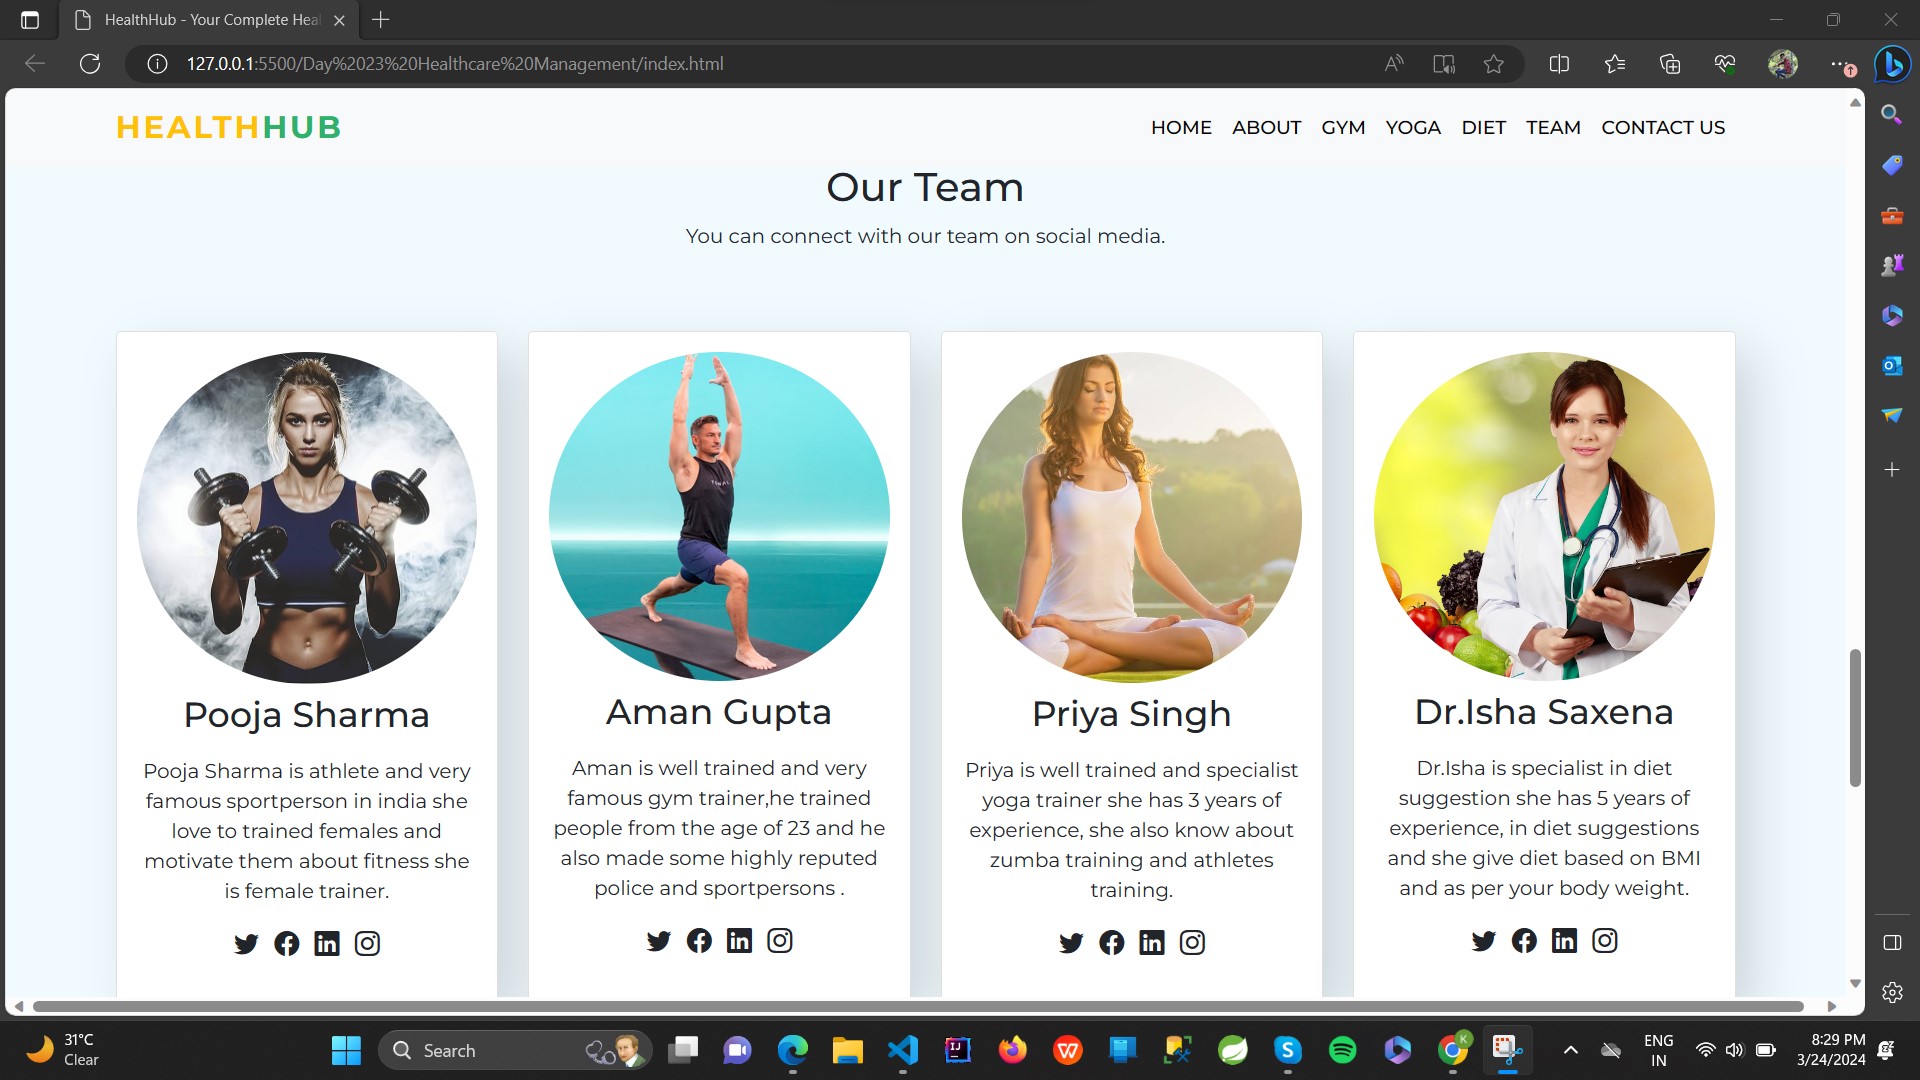 HealthHub - Your Complete Heal
127.0.0.1:5500/Day%2023%20Healthcare%20Management/index.html
HEALTHHUB
HOME ABOUT GYM YOGA DIET TEAM CONTACT US
Our Team
You can connect with our team on social media.
Pooja Sharma
Pooja Sharma is athlete and very
famous sportperson in india she
love to trained females and
motivate them about fitness she
is female trainer.
Aman Gupta
Aman is well trained and very
famous gym trainer,he trained
people from the age of 23 and he
also made some highly reputed
police and sportpersons .
Priya Singh
Priya is well trained and specialist
yoga trainer she has 3 years of
experience, she also know about
zumba training and athletes
training.
Dr.Isha Saxena
Dr.Isha is specialist in diet
suggestion she has 5 years of
experience, in diet suggestions
and she give diet based on BMI
and as per your body weight.
31°C
Clear
Search
ENG
IN
8:29 PM
3/24/2024